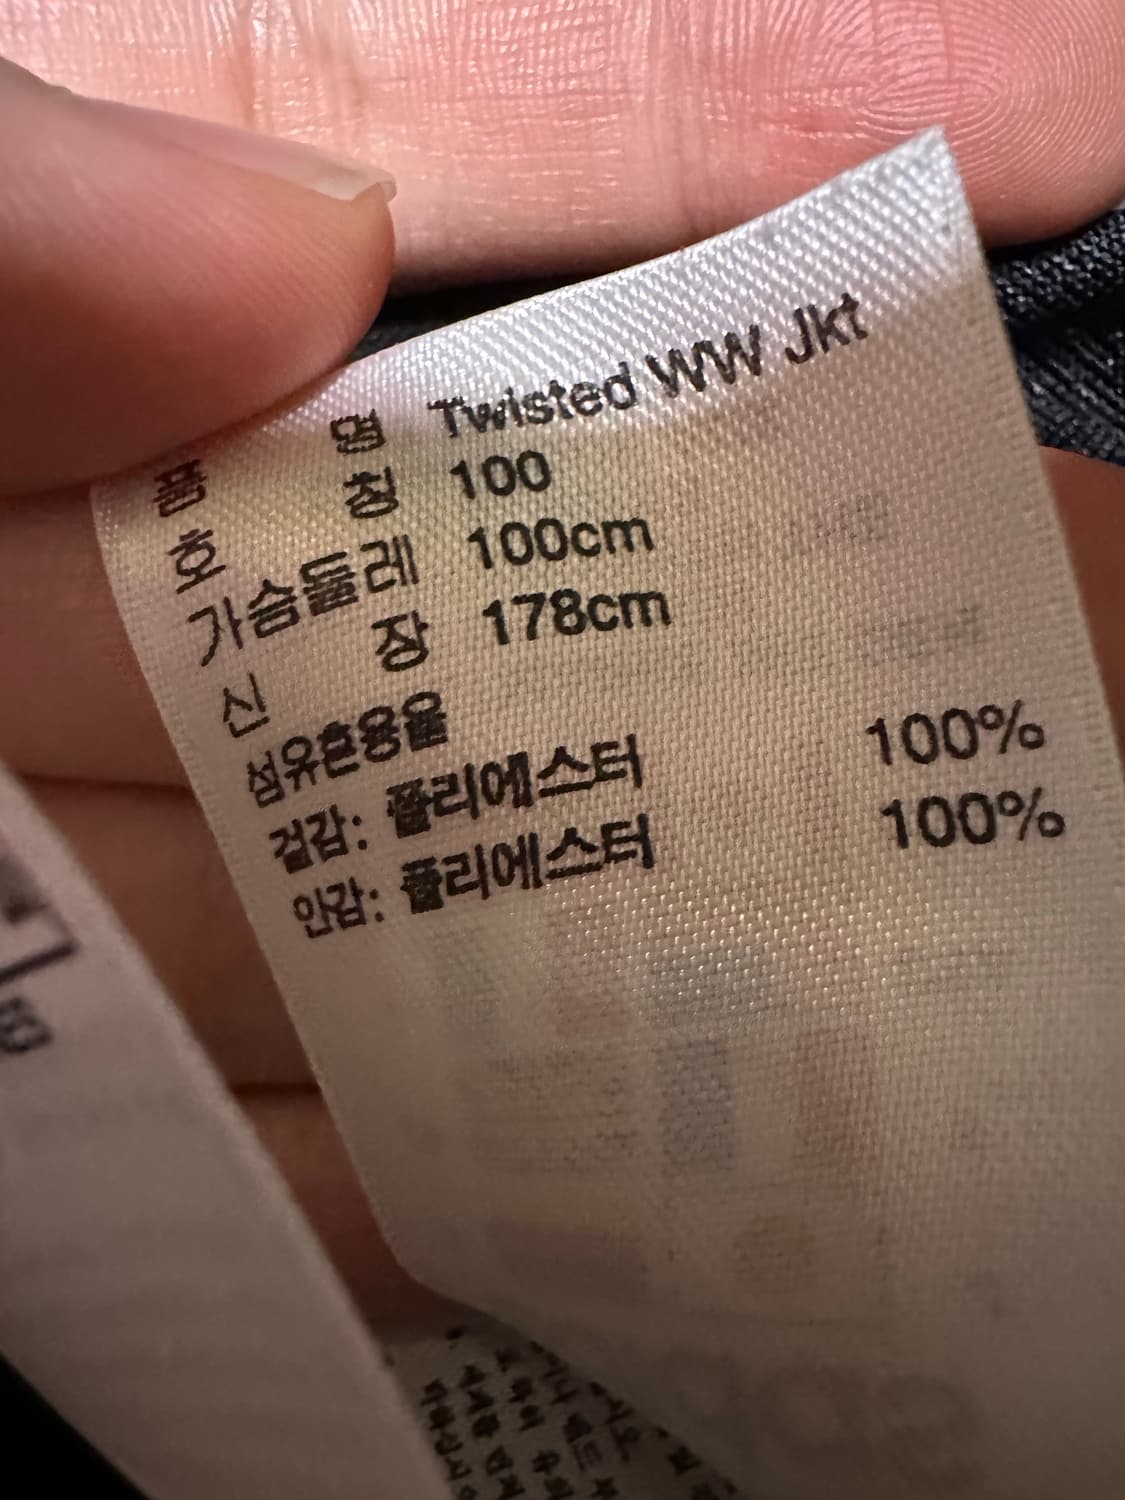 품 명 Twisted WW Jkt
호 칭 100
가슴둘레 100cm
신 장 178cm
섬유혼용율
겉감: 폴리에스터 100%
안감: 폴리에스터 100%